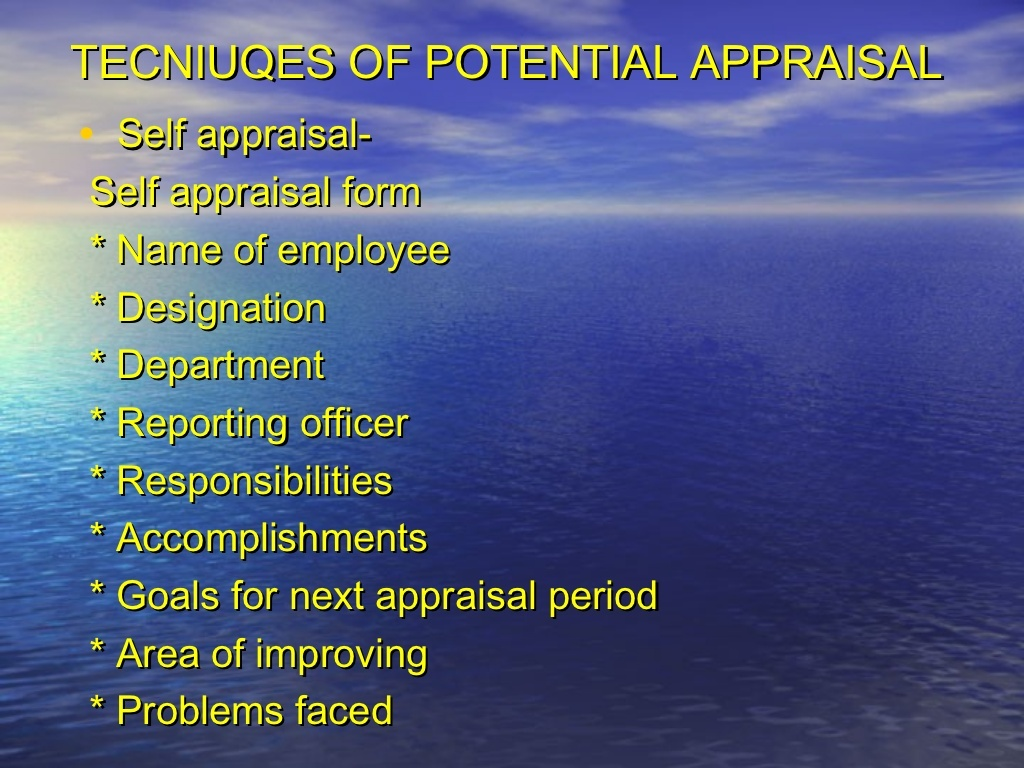 TECNIUQES OF POTENTIAL APPRAISAL
• Self appraisal-
Self appraisal form
* Name of employee
* Designation
* Department
* Reporting officer
* Responsibilities
* Accomplishments
* Goals for next appraisal period
* Area of improving
* Problems faced